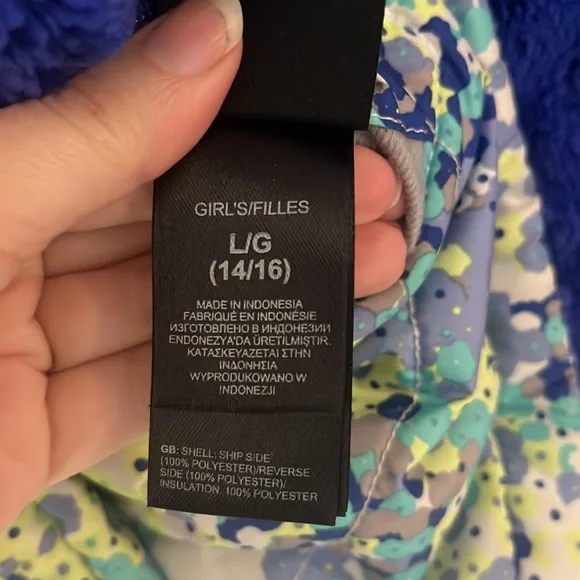 GIRL'S/FILLES
L/G
(14/16)
MADE IN INDONESIA
FABRIQUÉ EN INDONÉSIE
ИЗГОТОВЛЕНО В ИНДОНЕЗИИ
ENDONEZYA'DA ÜRETILMIŞTIR.
ΚΑΤΑΣΚΕΥΑΖΕΤΑΙ ΣΤΗΝ
ΙΝΔΟΝΗΣΙΑ
WYPRODUKOWANO W
INDONEZJI
GB: SHELL: SHIP SIDE
(100% POLYESTER)/REVERSE
SIDE (100% POLYESTER)/
INSULATION: 100% POLYESTER